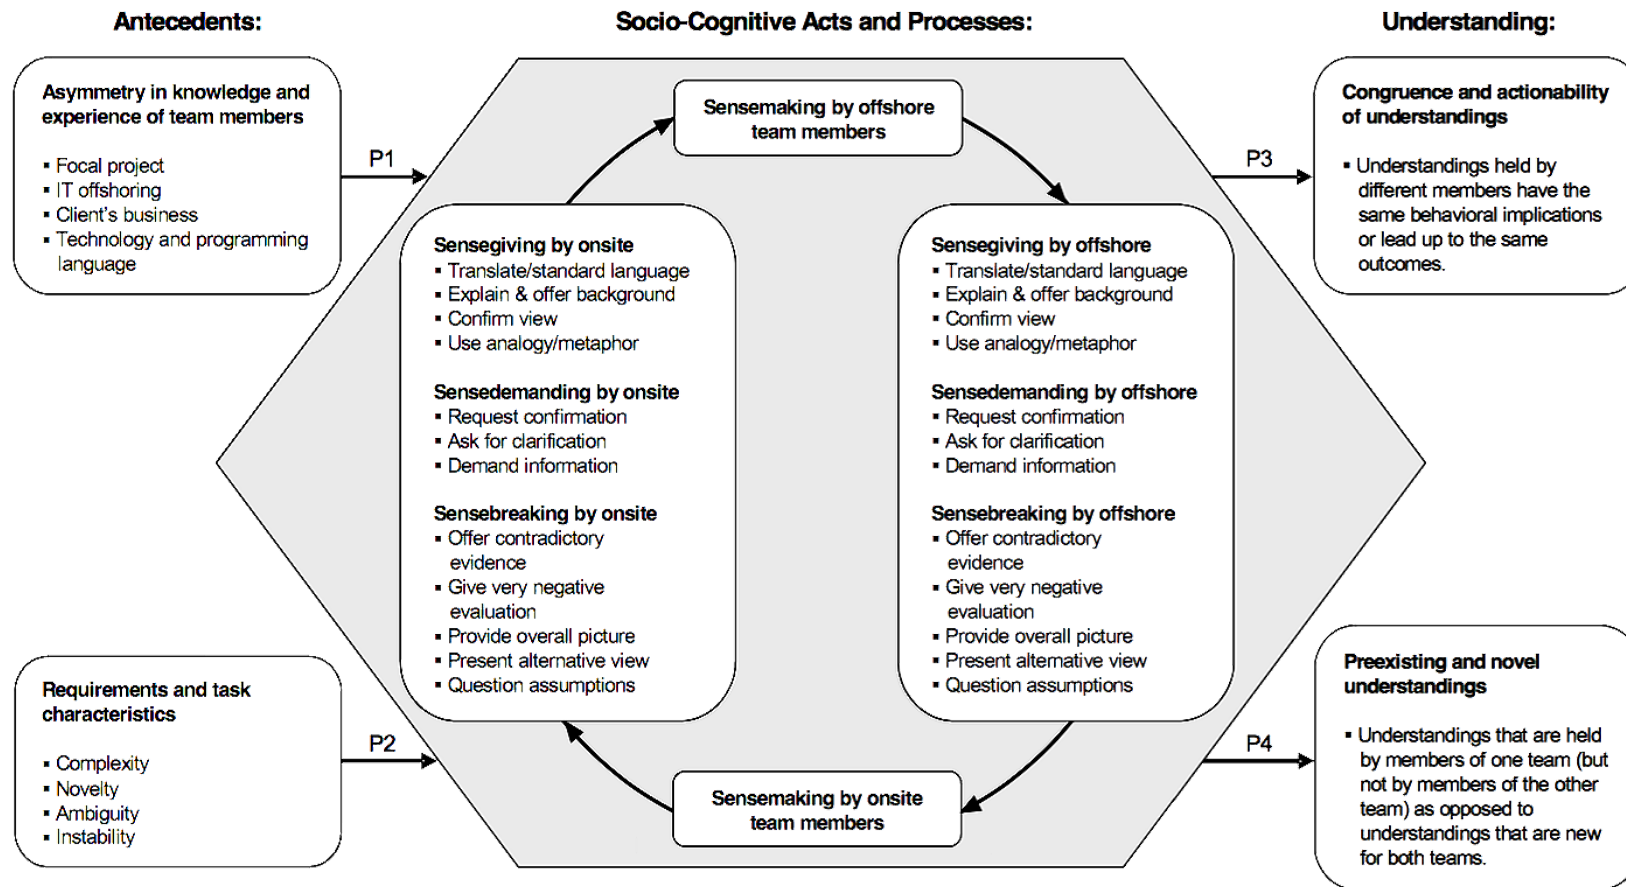 Antecedents:
Socio-Cognitive Acts and Processes:
Understanding:
Asymmetry in knowledge and
experience of team members
▪ Focal project
▪ IT offshoring
▪ Client's business
▪ Technology and programming
language
P1
Requirements and task
characteristics
▪ Complexity
▪ Novelty
▪ Ambiguity
▪ Instability
P2
Sensemaking by offshore
team members
Sensegiving by onsite
▪ Translate/standard language
▪ Explain & offer background
▪ Confirm view
▪ Use analogy/metaphor
Sensedemanding by onsite
▪ Request confirmation
▪ Ask for clarification
▪ Demand information
Sensebreaking by onsite
▪ Offer contradictory
evidence
▪ Give very negative
evaluation
▪ Provide overall picture
▪ Present alternative view
▪ Question assumptions
Sensegiving by offshore
▪ Translate/standard language
▪ Explain & offer background
▪ Confirm view
▪ Use analogy/metaphor
Sensedemanding by offshore
▪ Request confirmation
▪ Ask for clarification
▪ Demand information
Sensebreaking by offshore
▪ Offer contradictory
evidence
▪ Give very negative
evaluation
▪ Provide overall picture
▪ Present alternative view
▪ Question assumptions
Sensemaking by onsite
team members
P3
Congruence and actionability
of understandings
▪ Understandings held by
different members have the
same behavioral implications
or lead up to the same
outcomes.
P4
Preexisting and novel
understandings
▪ Understandings that are held
by members of one team (but
not by members of the other
team) as opposed to
understandings that are new
for both teams.